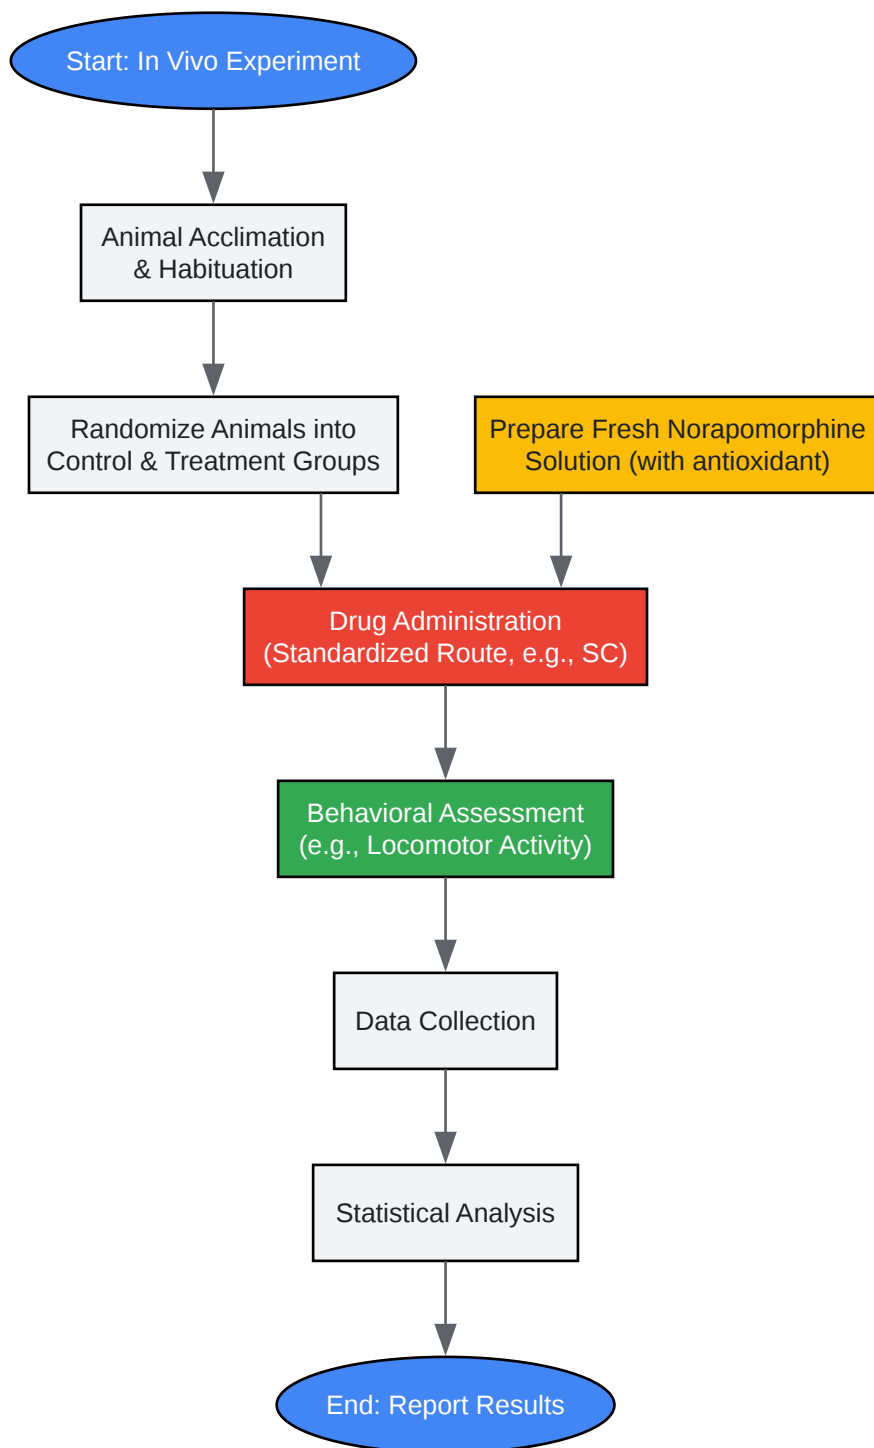 Start: In Vivo Experiment
Animal Acclimation
& Habituation
Randomize Animals into
Control & Treatment Groups
Prepare Fresh Norapomorphine
Solution (with antioxidant)
Drug Administration
(Standardized Route, e.g., SC)
Behavioral Assessment
(e.g., Locomotor Activity)
Data Collection
Statistical Analysis
End: Report Results